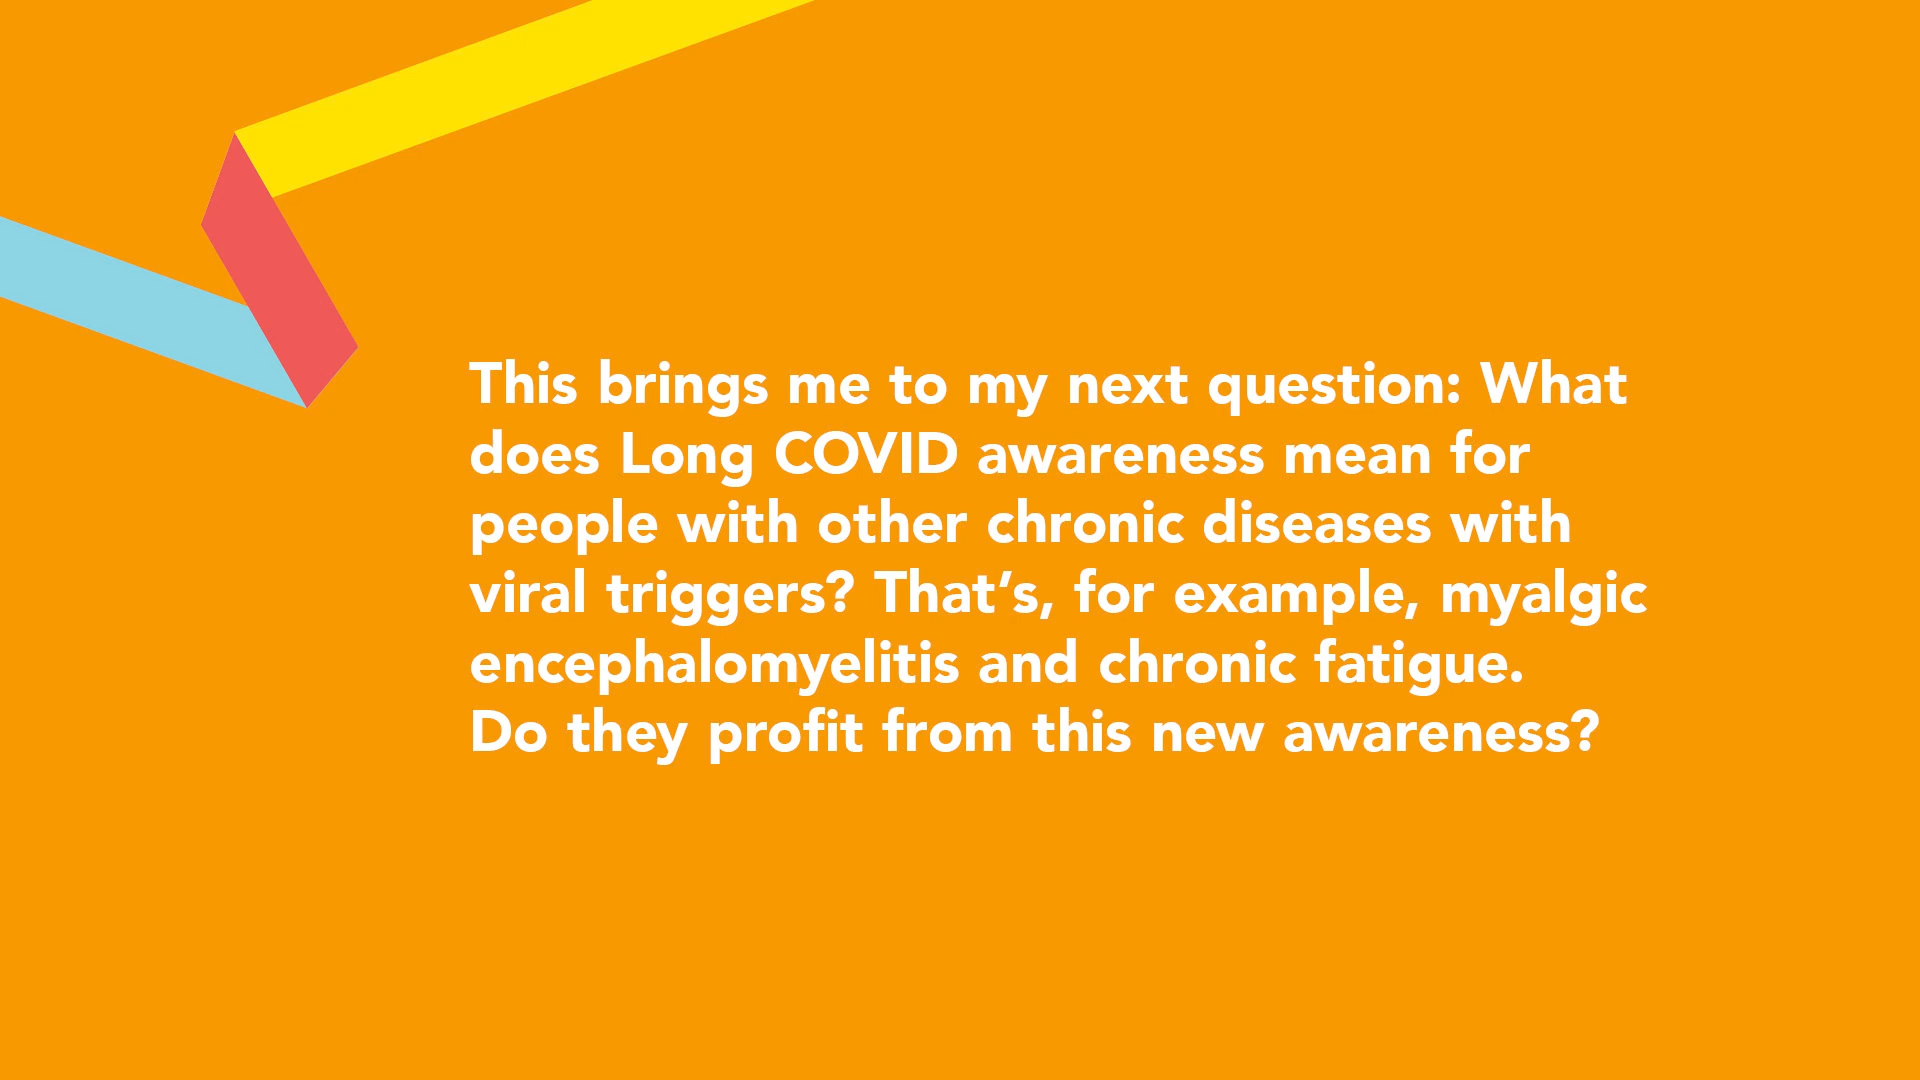 This brings me to my next question: What
does Long COVID awareness mean for
people with other chronic diseases with
viral triggers? That’s, for example, myalgic
encephalomyelitis and chronic fatigue.
Do they profit from this new awareness?